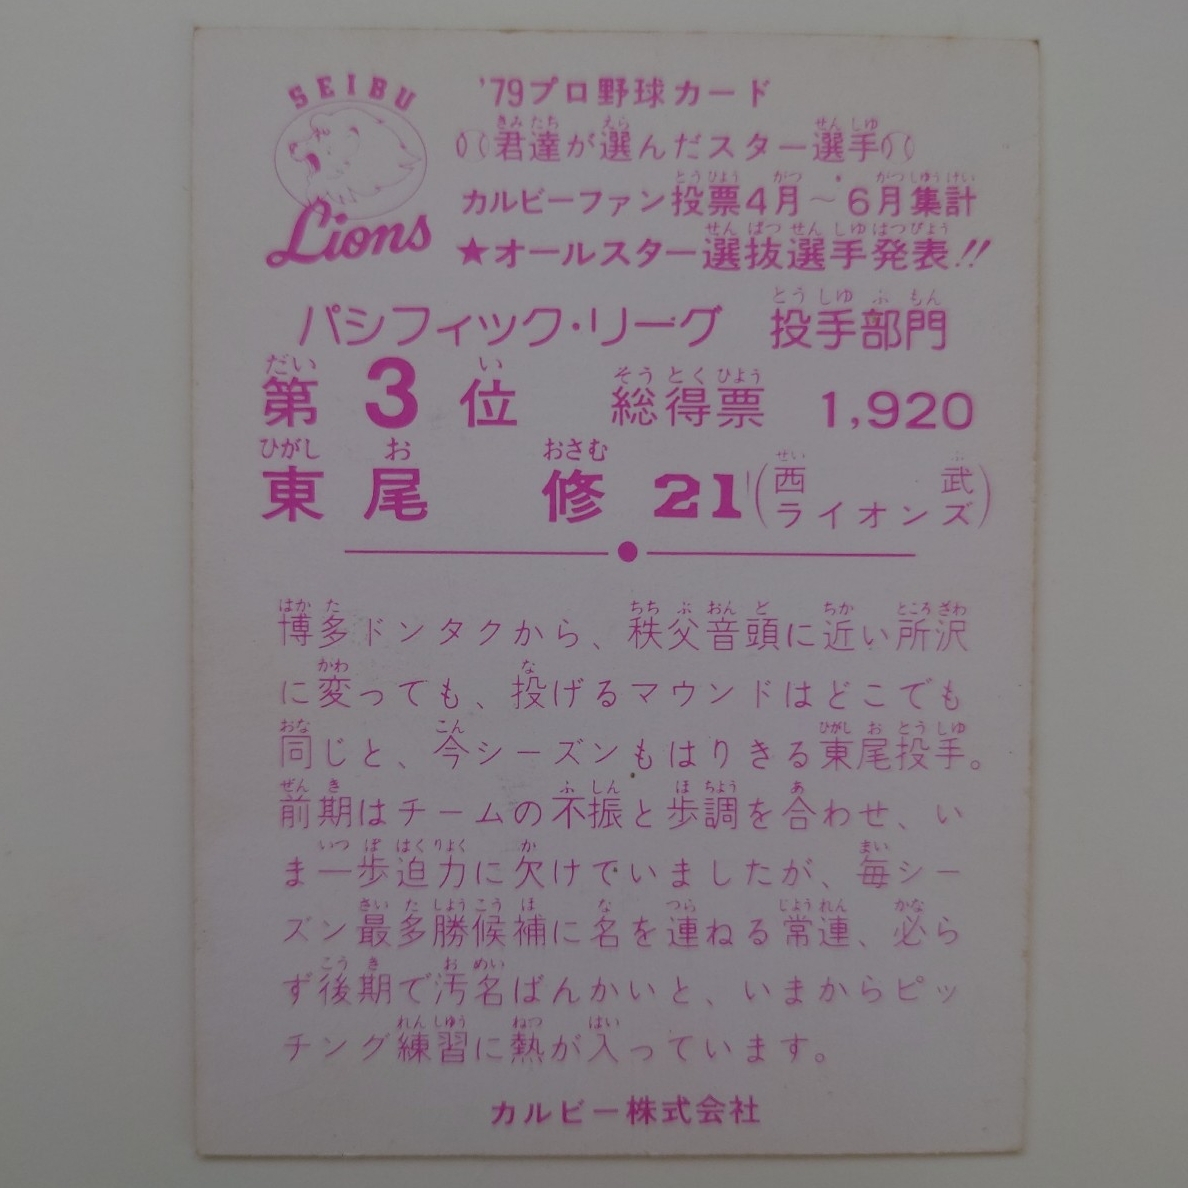 SEIBU
Lions
'79プロ野球カード
君達が選んだスター選手
カルビーファン投票4月～6月集計
★オールスター選抜選手発表!!
パシフィック・リーグ 投手部門
第3位 総得票 1,920
東尾 修 21（西武ライオンズ）
博多ドンタクから、秩父音頭に近い所沢
に変っても、投げるマウンドはどこでも
同じと、今シーズンもはりきる東尾投手。
前期はチームの不振と歩調を合わせ、い
ま一歩迫力に欠けでいましたが、毎シー
ズン最多勝候補に名を連ねる常連、必ら
ず後期で汚名ばんかいと、いまからピッ
チング練習に熱が入っています。
カルビー株式会社